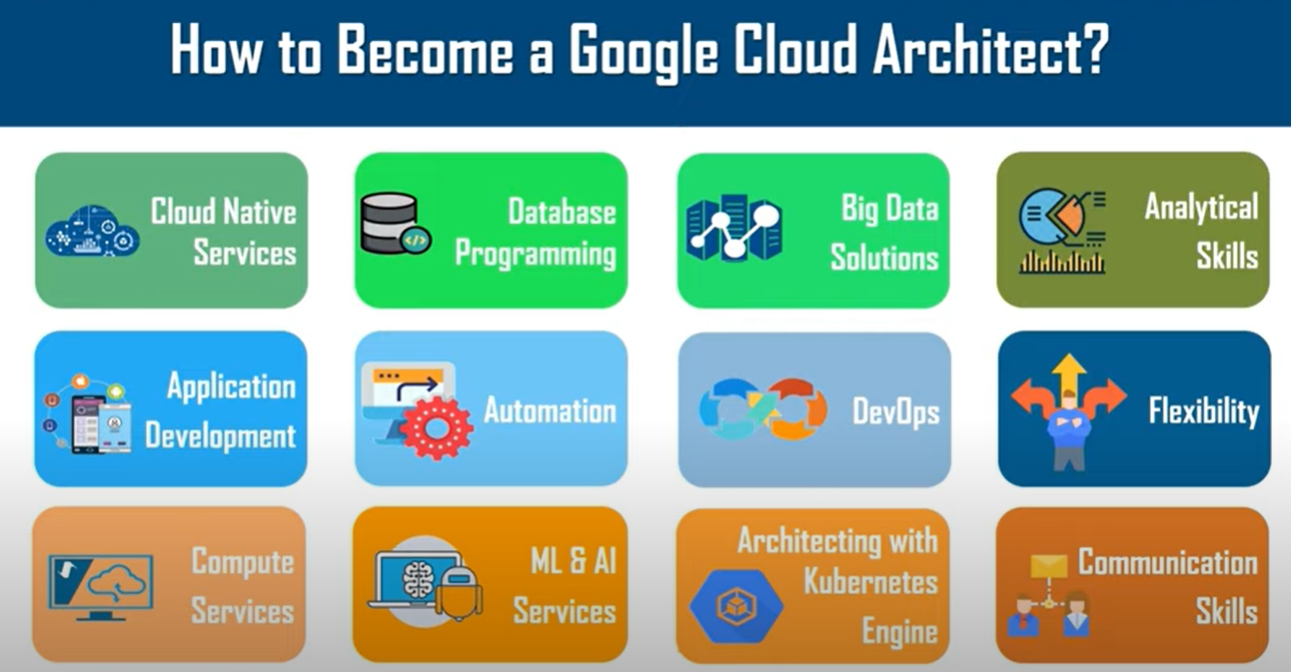 How to Become a Google Cloud Architect?
Cloud Native
Services
Database
Programming
Big Data
Solutions
Analytical
Skills
Application
Development
Automation
DevOps
Flexibility
Compute
Services
ML & AI
Services
Architecting with
Kubernetes
Engine
Communication
Skills